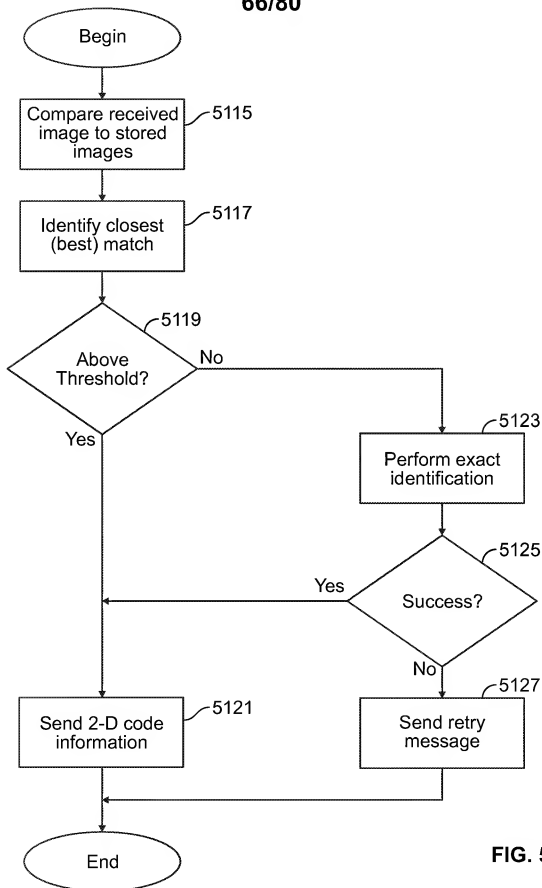 66/80
Begin
Compare received
image to stored
images
5115
Identify closest
(best) match
5117
Above
Threshold?
5119
No
Yes
Perform exact
identification
5123
Success?
5125
Yes
No
Send 2-D code
information
5121
Send retry
message
5127
End
FIG.